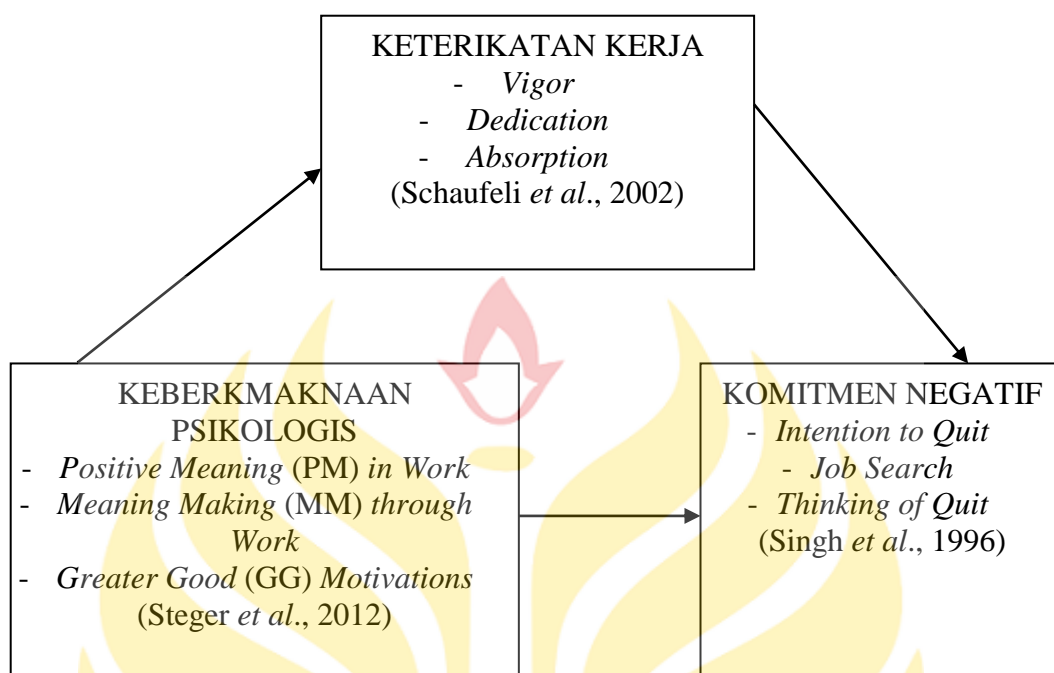 KETERIKATAN KERJA
- Vigor
- Dedication
- Absorption
(Schaufeli et al., 2002)
KEBERKMAKNAAN
PSIKOLOGIS
- Positive Meaning (PM) in Work
- Meaning Making (MM) through
Work
- Greater Good (GG) Motivations
(Steger et al., 2012)
KOMITMEN NEGATIF
- Intention to Quit
- Job Search
- Thinking of Quit
(Singh et al., 1996)